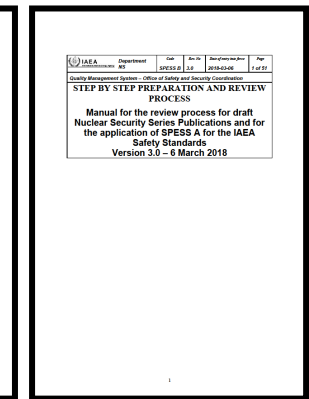 IAEA
Department
NS
Code
SPESS B
Rev. No
3.0
Date of entry into force
2018-03-06
Page
1 of 51
Quality Management System – Office of Safety and Security Coordination
STEP BY STEP PREPARATION AND REVIEW
PROCESS
Manual for the review process for draft
Nuclear Security Series Publications and for
the application of SPESS A for the IAEA
Safety Standards
Version 3.0 – 6 March 2018
1